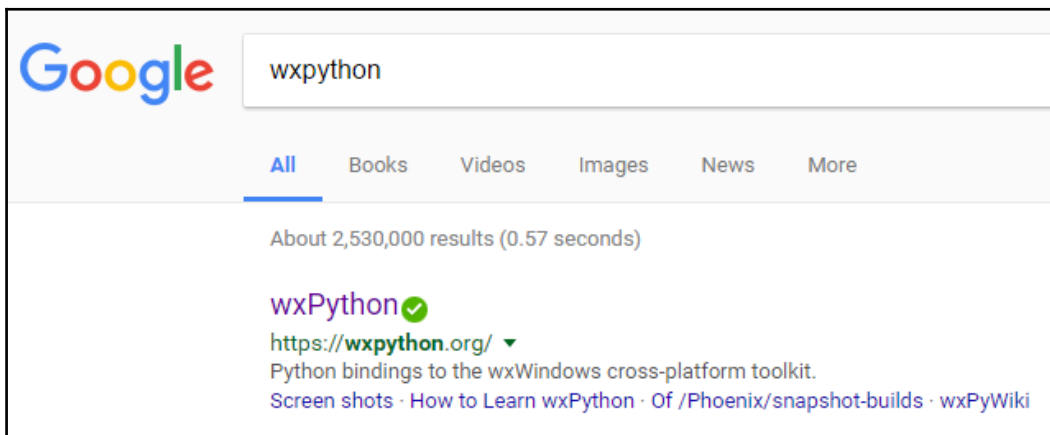 Google wxpython
All Books Videos Images News More
About 2,530,000 results (0.57 seconds)
wxPython
https://wxpython.org/
Python bindings to the wxWindows cross-platform toolkit.
Screen shots · How to Learn wxPython · Of /Phoenix/snapshot-builds · wxPyWiki